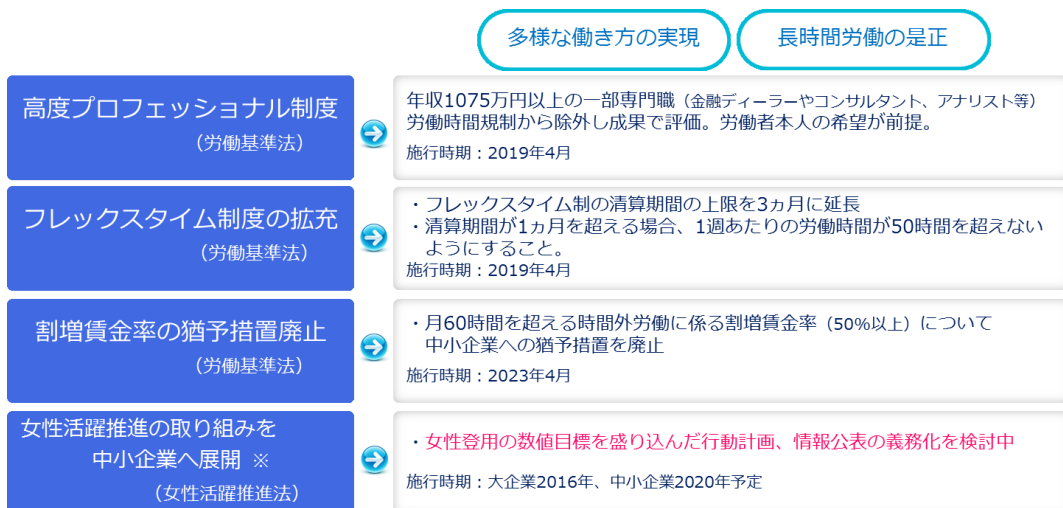 多様な働き方の実現
長時間労働の是正
高度プロフェッショナル制度
（労働基準法）
年収1075万円以上の一部専門職（金融ディーラーやコンサルタント、アナリスト等）
労働時間規制から除外し成果で評価。労働者本人の希望が前提。
施行時期：2019年4月
フレックスタイム制度の拡充
（労働基準法）
・フレックスタイム制の清算期間の上限を3ヵ月に延長
・清算期間が1ヵ月を超える場合、1週あたりの労働時間が50時間を超えない
ようにすること。
施行時期：2019年4月
割増賃金率の猶予措置廃止
（労働基準法）
・月60時間を超える時間外労働に係る割増賃金率（50%以上）について
中小企業への猶予措置を廃止
施行時期：2023年4月
女性活躍推進の取り組みを
中小企業へ展開 ※
（女性活躍推進法）
・女性登用の数値目標を盛り込んだ行動計画、情報公表の義務化を検討中
施行時期：大企業2016年、中小企業2020年予定